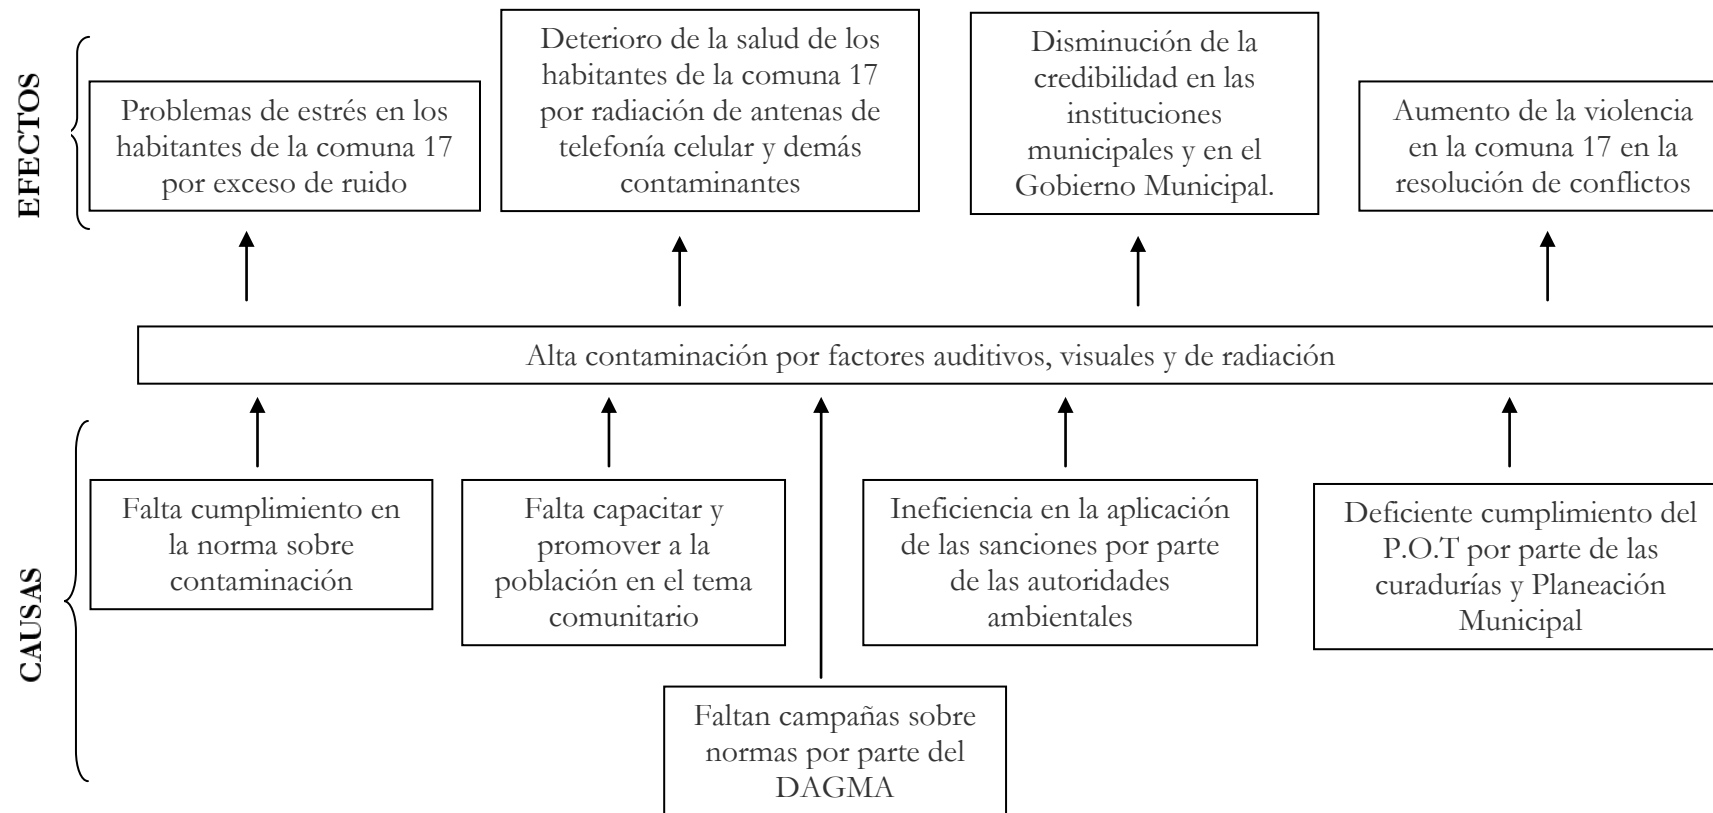 EFECTOS
Problemas de estrés en los
habitantes de la comuna 17
por exceso de ruido
Deterioro de la salud de los
habitantes de la comuna 17
por radiación de antenas de
telefonía celular y demás
contaminantes
Disminución de la
credibilidad en las
instituciones
municipales y en el
Gobierno Municipal.
Aumento de la violencia
en la comuna 17 en la
resolución de conflictos
Alta contaminación por factores auditivos, visuales y de radiación
CAUSAS
Falta cumplimiento en
la norma sobre
contaminación
Falta capacitar y
promover a la
población en el tema
comunitario
Ineficiencia en la aplicación
de las sanciones por parte
de las autoridades
ambientales
Deficiente cumplimiento del
P.O.T por parte de las
curadurías y Planeación
Municipal
Faltan campañas sobre
normas por parte del
DAGMA